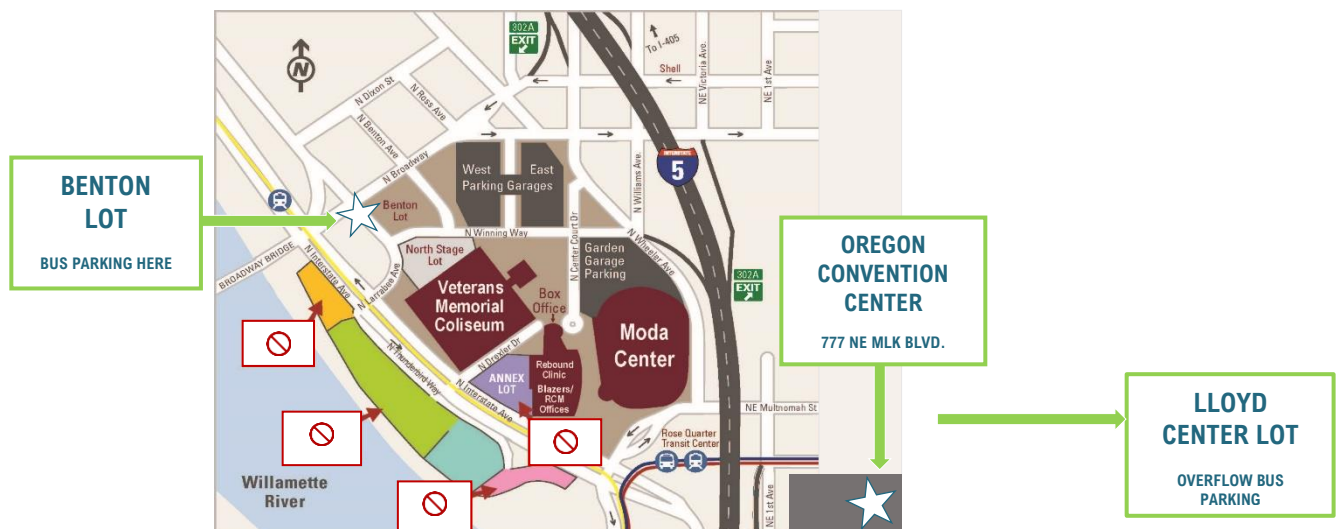 BENTON
LOT
BUS PARKING HERE
302A
EXIT
To I-405
Shell
NE Victoria Ave.
NE 1st Ave
N
N Dixon St
N Ross Ave
N Benton Ave
N Broadway
INTERSTATE
5
West
East
Parking Garages
N Williams Ave.
Benton
Lot
N Winning Way
N Center Court Dr
N Wheeler Ave
North Stage
Lot
Garden
Garage
Parking
BROADWAY BRIDGE
N Interstate Ave
N Larrabee Ave
Veterans
Memorial
Coliseum
Box
Office
302A
EXIT
Moda
Center
N Drexler Dr
N Thunderbird Way
ANNEX
LOT
Rebound
Clinic
Blazers/
RCM
Offices
N Interstate Ave
NE Multnomah St
Rose Quarter
Transit Center
Willamette
River
NE 1st Ave
OREGON
CONVENTION
CENTER
777 NE MLK BLVD.
LLOYD
CENTER LOT
OVERFLOW BUS
PARKING